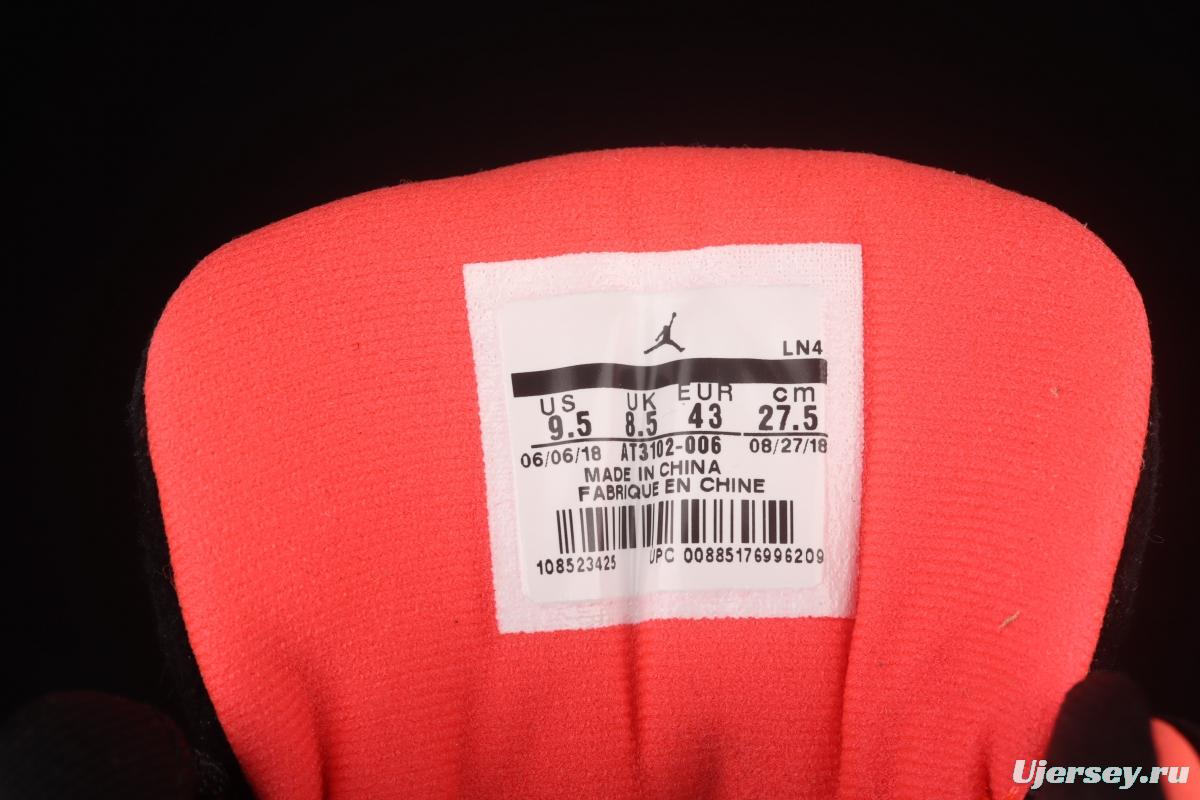 LN4
US UK EUR cm
9.5 8.5 43 27.5
06/06/18 AT3102-006 08/27/18
MADE IN CHINA
FABRIQUE EN CHINE
108523425 UPC 00885176996209
Ujersey.ru